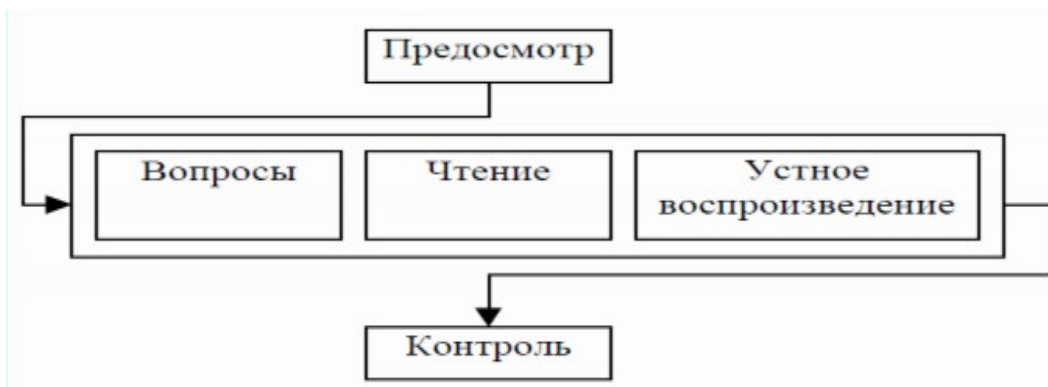 Предосмотр
Вопросы
Чтение
Устное
воспроизведение
Контроль